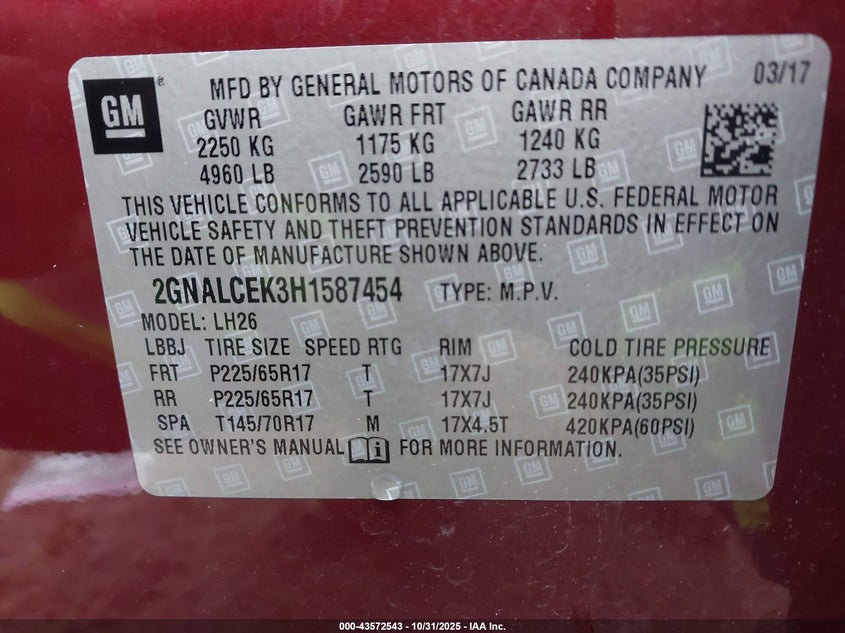 GM
®
MFD BY GENERAL MOTORS OF CANADA COMPANY 03/17
GVWR GAWR FRT GAWR RR
2250 KG 1175 KG 1240 KG
4960 LB 2590 LB 2733 LB
THIS VEHICLE CONFORMS TO ALL APPLICABLE U.S. FEDERAL MOTOR
VEHICLE SAFETY AND THEFT PREVENTION STANDARDS IN EFFECT ON
THE DATE OF MANUFACTURE SHOWN ABOVE.
2GNALCEK3H1587454 TYPE: M.P.V.
MODEL: LH26
LBBJ TIRE SIZE SPEED RTG RIM COLD TIRE PRESSURE
FRT P225/65R17 T 17X7J 240KPA(35PSI)
RR P225/65R17 T 17X7J 240KPA(35PSI)
SPA T145/70R17 M 17X4.5T 420KPA(60PSI)
SEE OWNER'S MANUAL i FOR MORE INFORMATION.
000-43572543 - 10/31/2025 - IAA Inc.